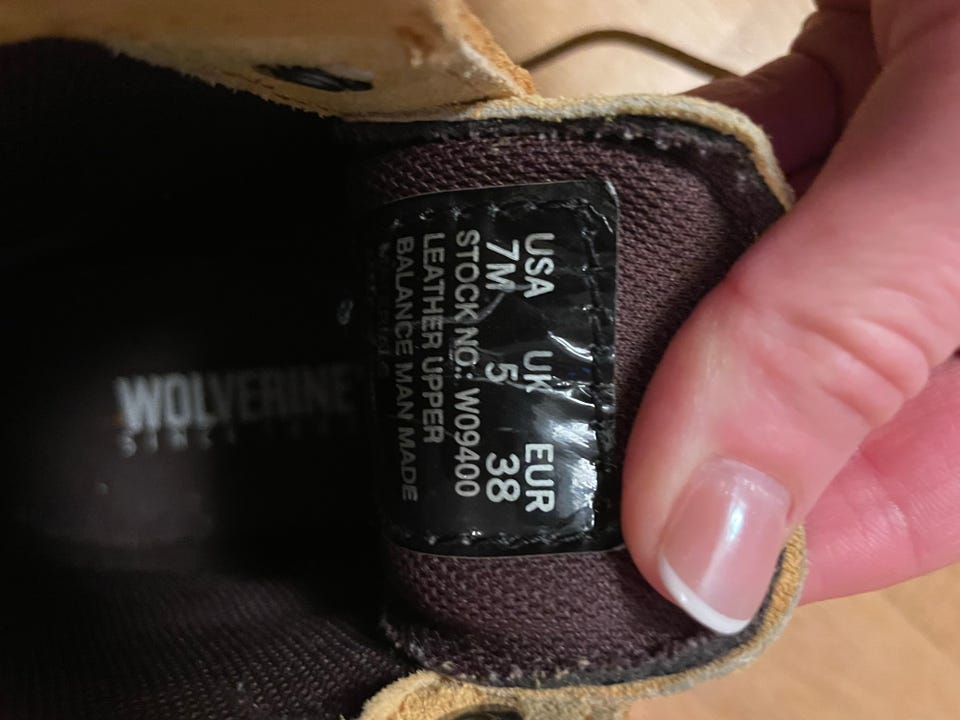 USA UK EUR
7M 5 38
STOCK NO.: W09400
LEATHER UPPER
BALANCE MAN MADE
WOLVERINE